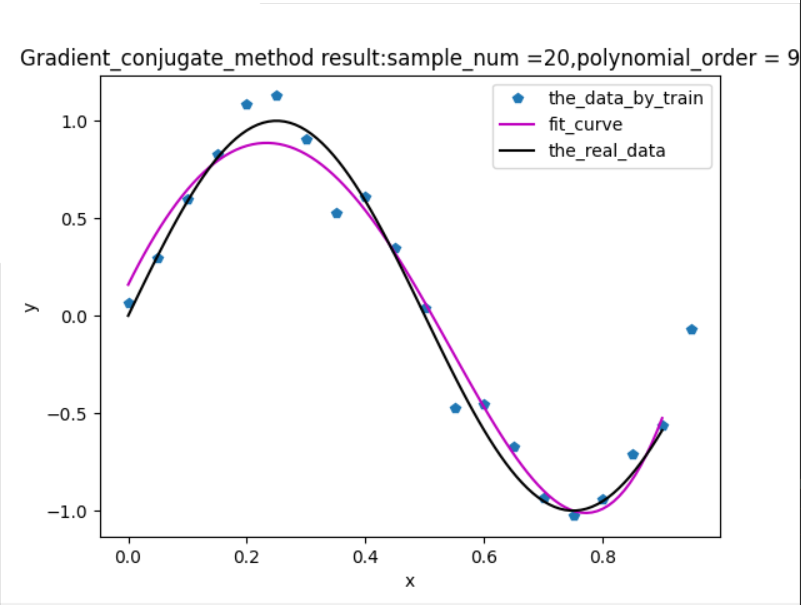 Gradient_conjugate_method result:sample_num =20,polynomial_order = 9
the_data_by_train
fit_curve
the_real_data
1.0
0.5
0.0
−0.5
−1.0
y
0.0 0.2 0.4 0.6 0.8
x